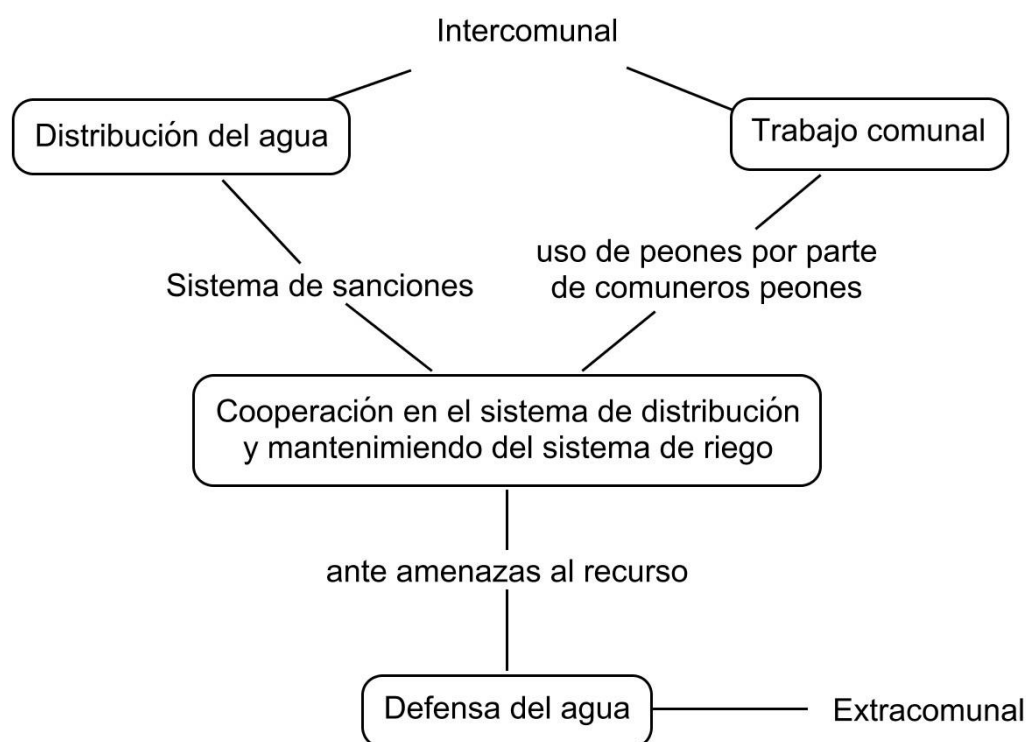 Intercomunal
Distribución del agua
Trabajo comunal
uso de peones por parte
de comuneros peones
Sistema de sanciones
Cooperación en el sistema de distribución
y mantenimiendo del sistema de riego
ante amenazas al recurso
Defensa del agua
Extracomunal